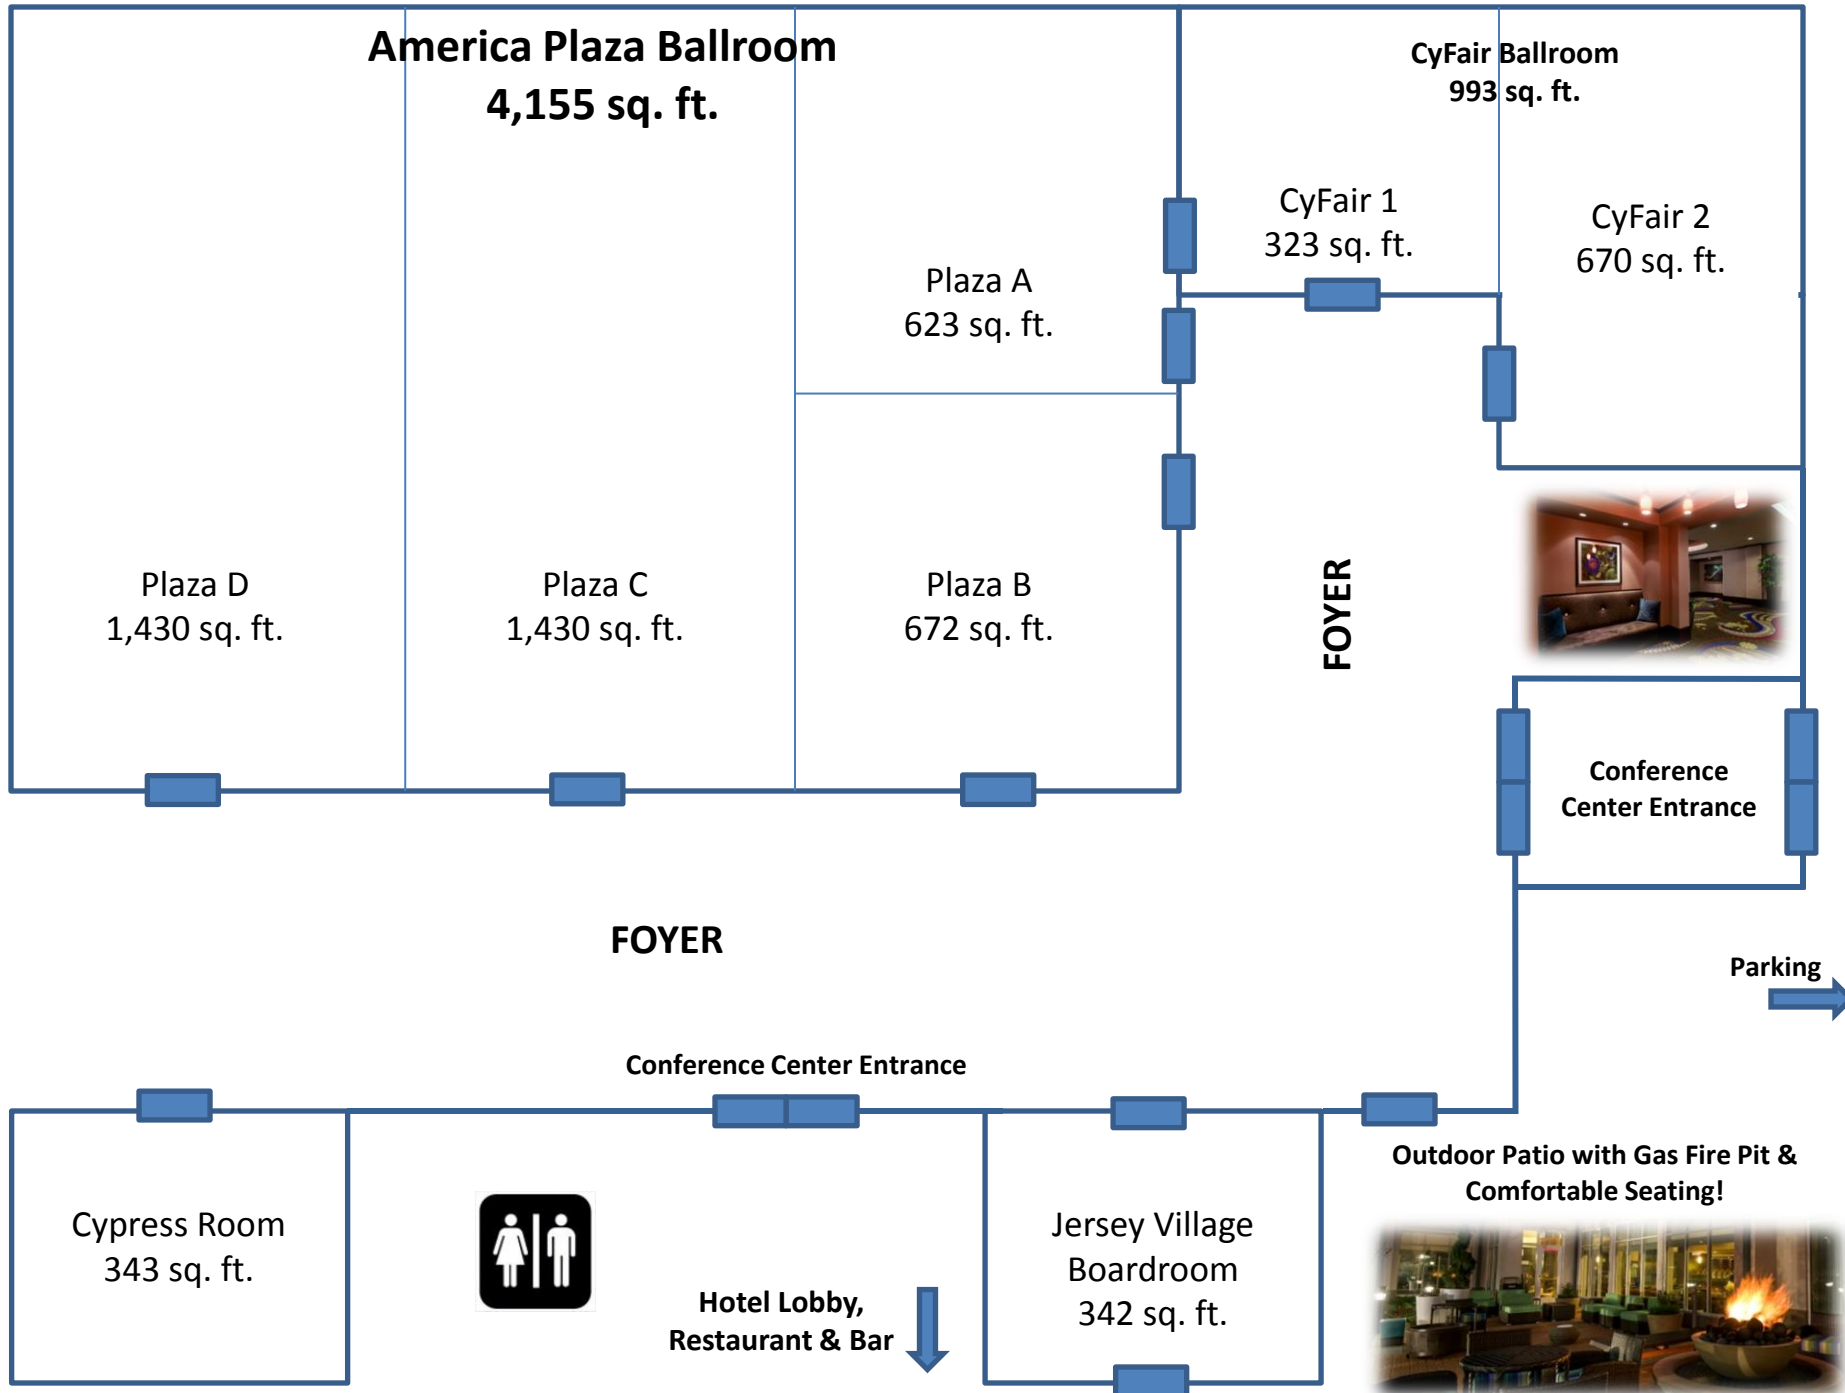 America Plaza Ballroom
4,155 sq. ft.
CyFair Ballroom
993 sq. ft.
CyFair 1
323 sq. ft.
CyFair 2
670 sq. ft.
Plaza A
623 sq. ft.
Plaza D
1,430 sq. ft.
Plaza C
1,430 sq. ft.
Plaza B
672 sq. ft.
FOYER
Conference
Center Entrance
FOYER
Parking
Conference Center Entrance
Cypress Room
343 sq. ft.
Hotel Lobby,
Restaurant & Bar
Jersey Village
Boardroom
342 sq. ft.
Outdoor Patio with Gas Fire Pit &
Comfortable Seating!